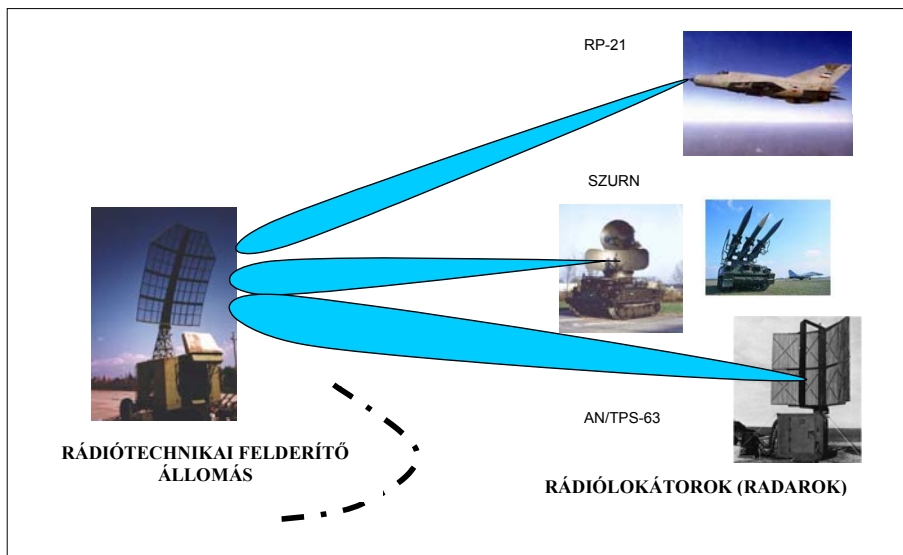 RP-21
SZURN
AN/TPS-63
RÁDIÓTECHNIKAI FELDERÍTŐ
ÁLLOMÁS
RÁDIÓLOKÁTOROK (RADAROK)